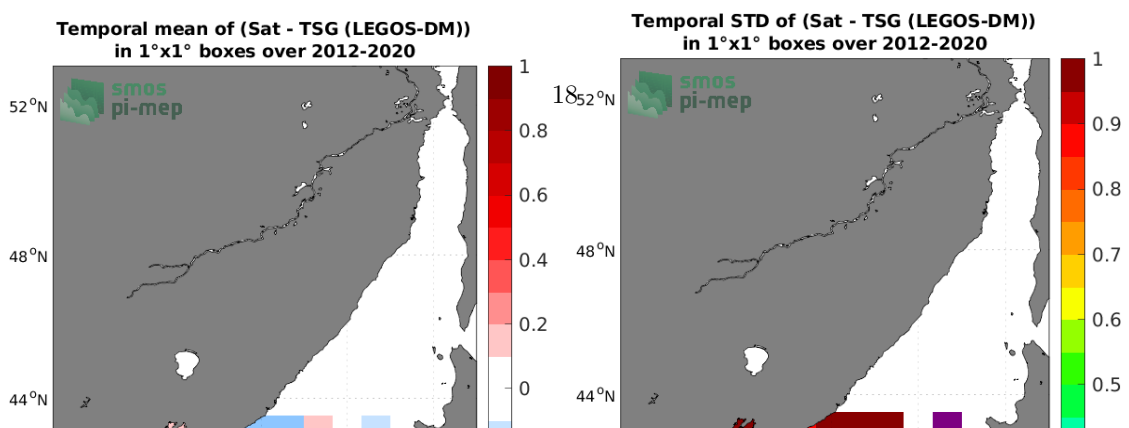 Temporal mean of (Sat - TSG (LEGOS-DM))
in 1°x1° boxes over 2012-2020
smos
pi-mep
52°N
48°N
44°N
1
0.8
0.6
0.4
0.2
0
18
Temporal STD of (Sat - TSG (LEGOS-DM))
in 1°x1° boxes over 2012-2020
smos
pi-mep
52°N
48°N
44°N
1
0.9
0.8
0.7
0.6
0.5